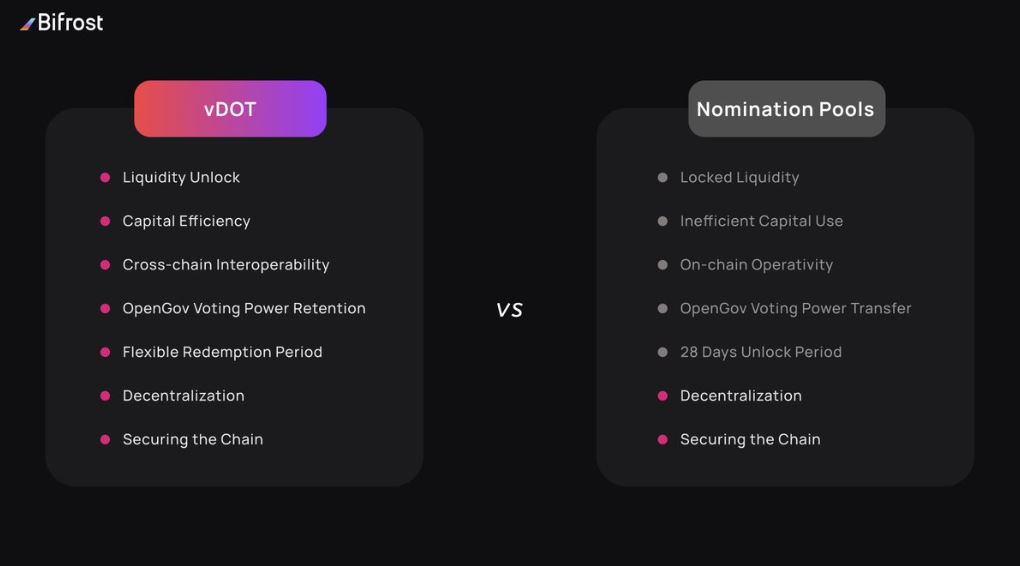 Bifrost
vDOT
Liquidity Unlock
Capital Efficiency
Cross-chain Interoperability
OpenGov Voting Power Retention
Flexible Redemption Period
Decentralization
Securing the Chain
VS
Nomination Pools
Locked Liquidity
Inefficient Capital Use
On-chain Operativity
OpenGov Voting Power Transfer
28 Days Unlock Period
Decentralization
Securing the Chain